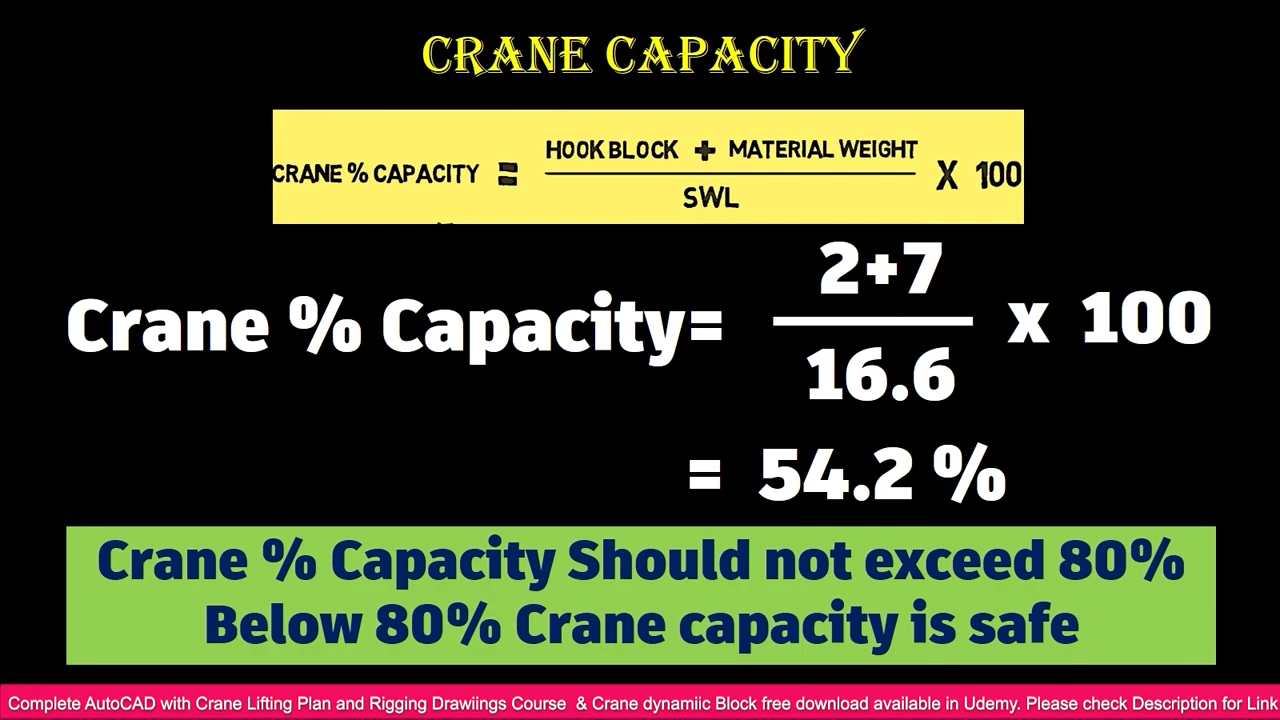 CRANE CAPACITY
CRANE % CAPACITY = HOOK BLOCK + MATERIAL WEIGHT / SWL X 100
Crane % Capacity= 2+7 / 16.6 x 100
= 54.2 %
Crane % Capacity Should not exceed 80%
Below 80% Crane capacity is safe
Complete AutoCAD with Crane Lifting Plan and Rigging Drawiings Course & Crane dynamiic Block free download available in Udemy. Please check Description for Link